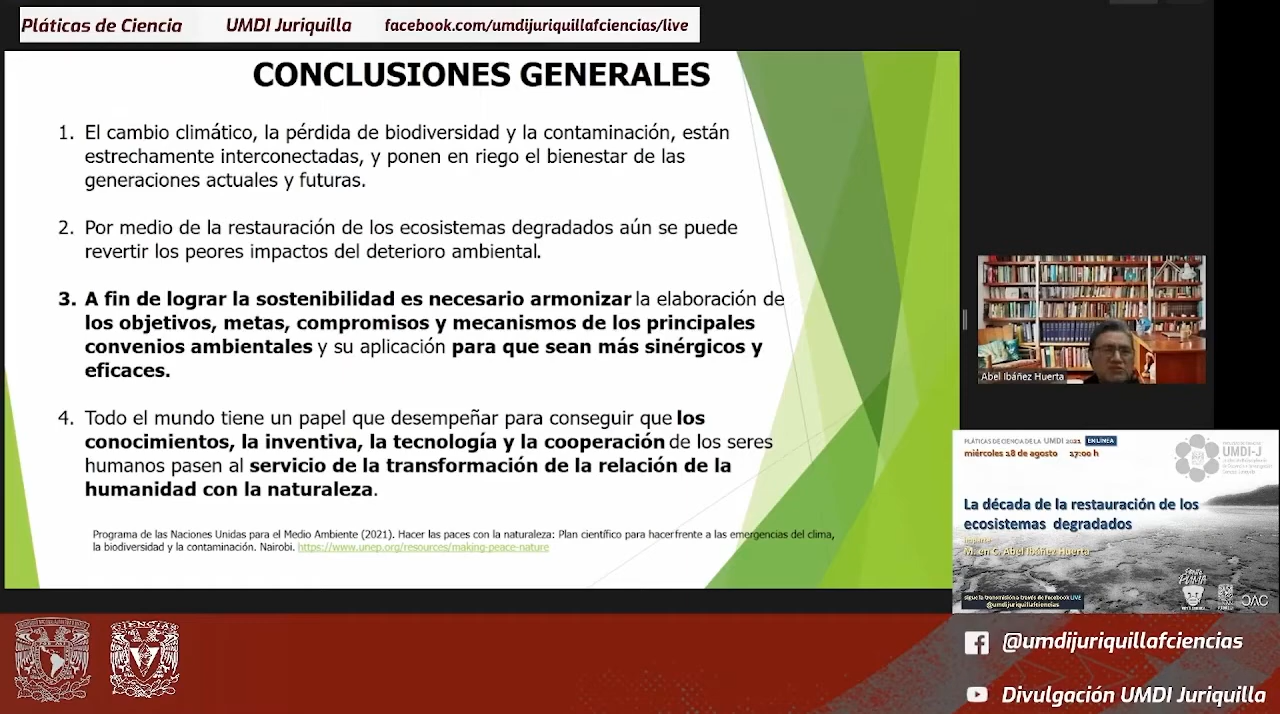 Pláticas de Ciencia UMDI Juriquilla facebook.com/umdijuriquillafciencias/live
CONCLUSIONES GENERALES
1. El cambio climático, la pérdida de biodiversidad y la contaminación, están
estrechamente interconectadas, y ponen en riego el bienestar de las
generaciones actuales y futuras.
2. Por medio de la restauración de los ecosistemas degradados aún se puede
revertir los peores impactos del deterioro ambiental.
3. A fin de lograr la sostenibilidad es necesario armonizar la elaboración de
los objetivos, metas, compromisos y mecanismos de los principales
convenios ambientales y su aplicación para que sean más sinérgicos y
eficaces.
4. Todo el mundo tiene un papel que desempeñar para conseguir que los
conocimientos, la inventiva, la tecnología y la cooperación de los seres
humanos pasen al servicio de la transformación de la relación de la
humanidad con la naturaleza.
Programa de las Naciones Unidas para el Medio Ambiente (2021). Hacer las paces con la naturaleza: Plan científico para hacer frente a las emergencias del clima,
la biodiversidad y la contaminación. Nairobi. https://www.unep.org/resources/making-peace-nature
Abel Ibáñez Huerta
PLÁTICAS DE CIENCIA DE LA UMDI 2021 EN LÍNEA
miércoles 18 de agosto 17:00 h
UMDI-J
La década de la restauración de los
ecosistemas degradados
Imparte
M. en C. Abel Ibáñez Huerta
sigue la transmisión a través de Facebook LIVE
@umdijuriquillafciencias
CIENCIAS
@umdijuriquillafciencias
Divulgación UMDI Juriquilla